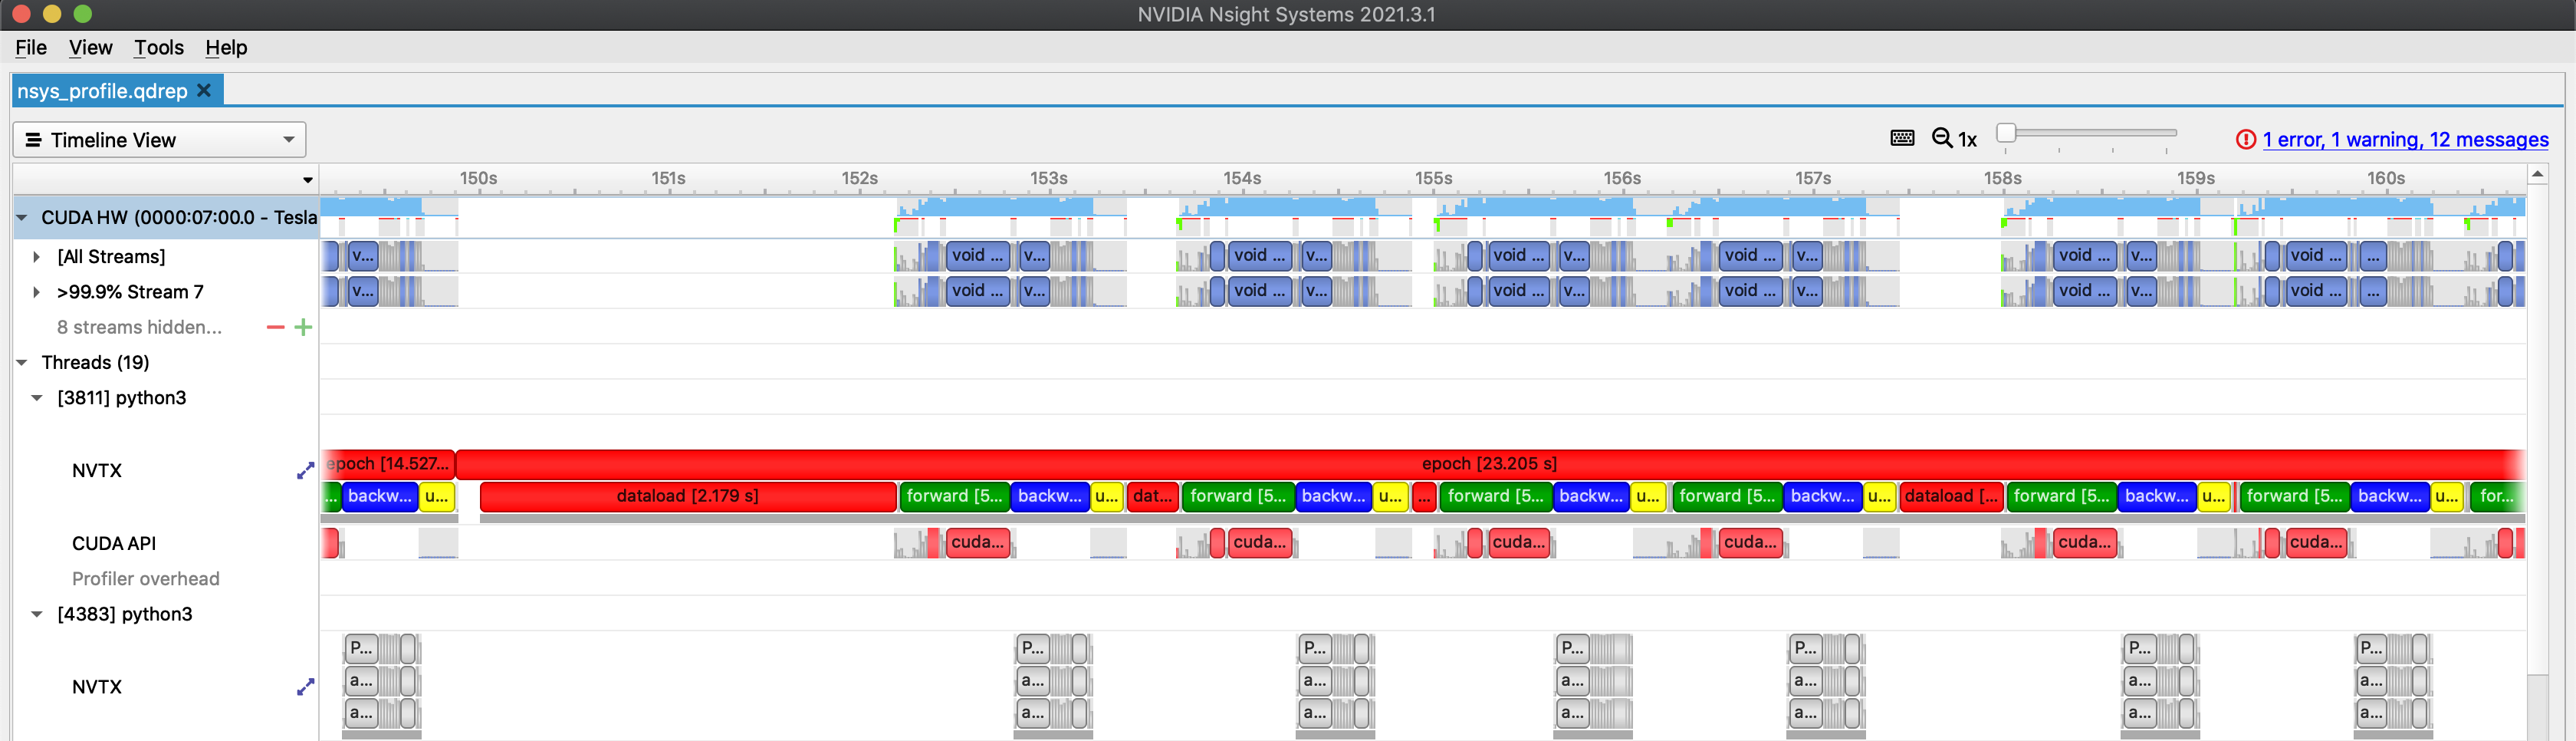 NVIDIA Nsight Systems 2021.3.1
File View Tools Help
nsys_profile.qdrep
Timeline View 1x 1 error, 1 warning, 12 messages
150s 151s 152s 153s 154s 155s 156s 157s 158s 159s 160s
CUDA HW (0000:07:00.0 - Tesla
[All Streams] v... void ... v... void ... v... void ... v... void ... v... void ... v... void ... ...
>99.9% Stream 7 v... void ... v... void ... v... void ... v... void ... v... void ... v... void ... ...
8 streams hidden...
Threads (19)
[3811] python3
NVTX
epoch [14.527... epoch [23.205 s]
... backw... u... dataload [2.179 s] forward [5... backw... u... dat... forward [5... backw... u... ... forward [5... backw... u... forward [5... backw... u... dataload [... forward [5... backw... u... forward [5... backw... u... for...
CUDA API cuda... cuda... cuda... cuda... cuda... cuda...
Profiler overhead
[4383] python3
P... P... P... P... P... P... P...
NVTX a... a... a... a... a... a... a...
a... a... a... a... a... a... a...